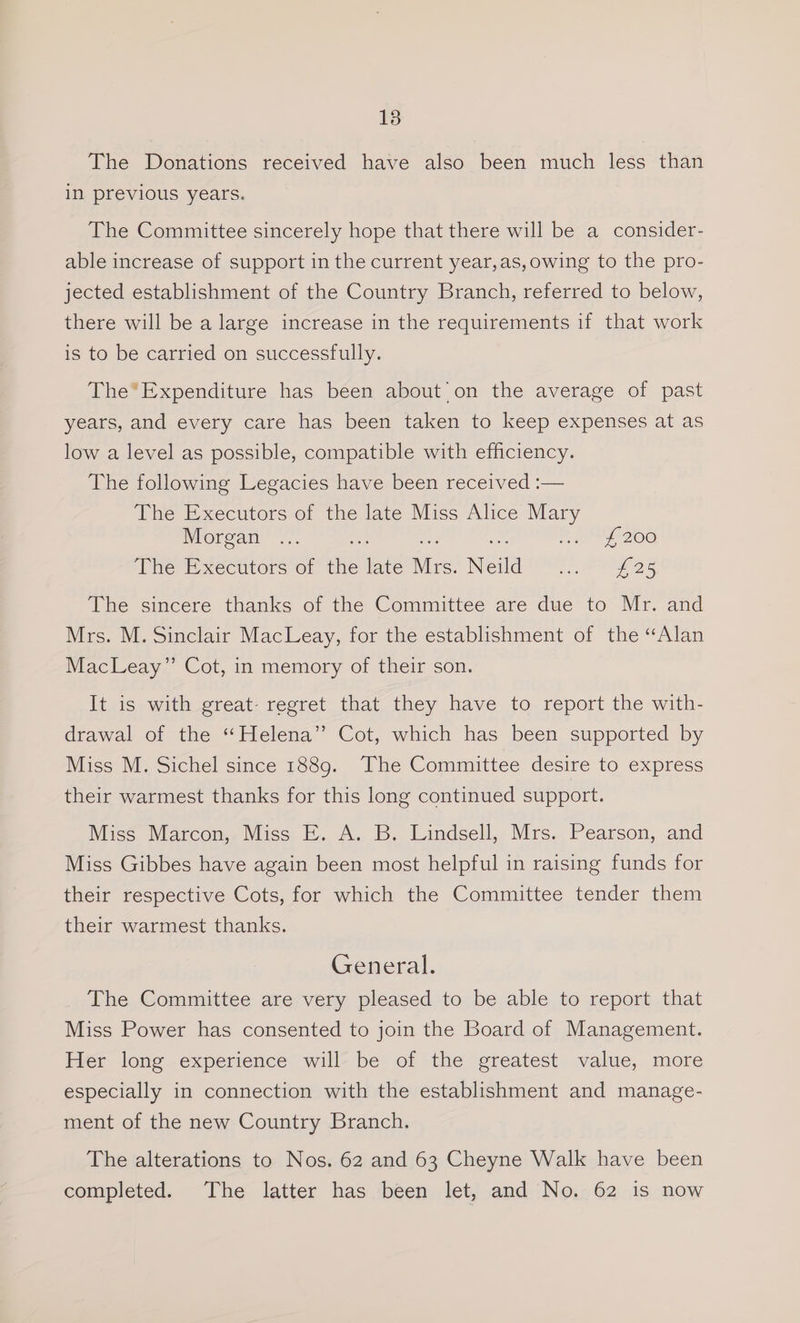 13
The Donations received have also been much less than
in previous years.
The Committee sincerely hope that there will be a consider-
able increase of support in the current year, as, owing to the pro-
jected establishment of the Country Branch, referred to below,
there will be a large increase in the requirements if that work
is to be carried on successfully.
The Expenditure has been about on the average of past
years, and every care has been taken to keep expenses at as
low a level as possible, compatible with efficiency.
The following Legacies have been received :—
The Executors of the late Miss Alice Mary
Morgan ... ... ... ... ... £200
The Executors of the late Mrs. Neild ... £25
The sincere thanks of the Committee are due to Mr. and
Mrs. M. Sinclair MacLeay, for the establishment of the “Alan
MacLeay” Cot, in memory of their son.
It is with great regret that they have to report the with-
drawal of the “Helena” Cot, which has been supported by
Miss M. Sichel since 1889. The Committee desire to express
their warmest thanks for this long continued support.
Miss Marcon, Miss E. A. B. Lindsell, Mrs. Pearson, and
Miss Gibbes have again been most helpful in raising funds for
their respective Cots, for which the Committee tender them
their warmest thanks.
General.
The Committee are very pleased to be able to report that
Miss Power has consented to join the Board of Management.
Her long experience will be of the greatest value, more
especially in connection with the establishment and manage-
ment of the new Country Branch.
The alterations to Nos. 62 and 63 Cheyne Walk have been
completed. The latter has been let, and No. 62 is now